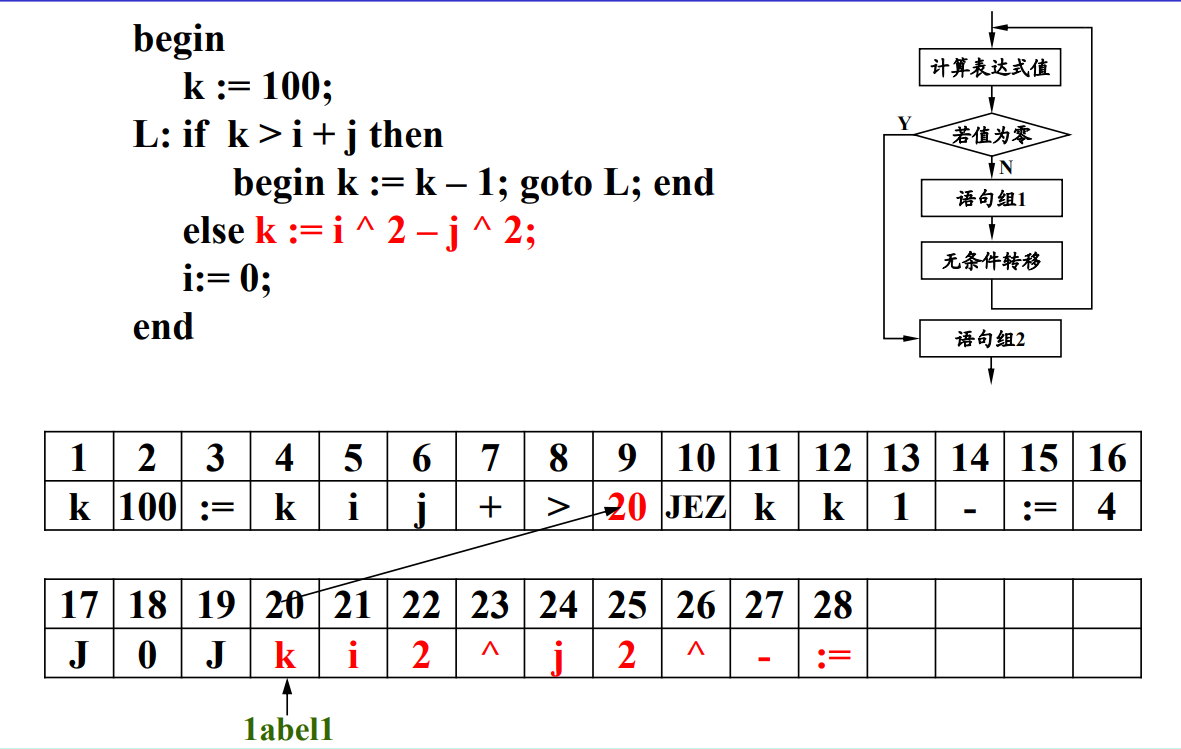 begin
k := 100;
L: if k > i + j then
begin k := k – 1; goto L; end
else k := i ^ 2 – j ^ 2;
i:= 0;
end
计算表达式值
Y
若值为零
N
语句组1
无条件转移
语句组2
1 2 3 4 5 6 7 8 9 10 11 12 13 14 15 16
k 100 := k i j + > 20 JEZ k k 1 - := 4
17 18 19 20 21 22 23 24 25 26 27 28
J 0 J k i 2 ^ j 2 ^ - :=
1abel1